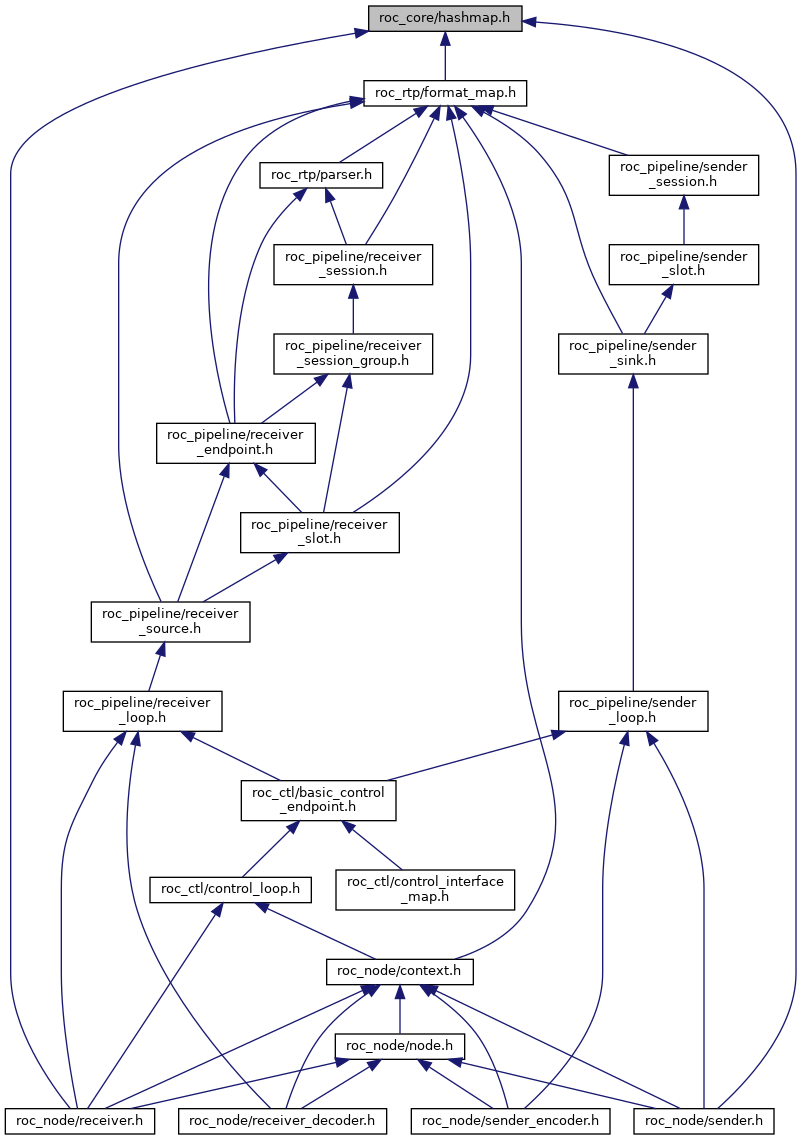 roc_core/hashmap.h
roc_rtp/format_map.h
roc_rtp/parser.h
roc_pipeline/sender
_session.h
roc_pipeline/receiver
_session.h
roc_pipeline/sender
_slot.h
roc_pipeline/receiver
_session_group.h
roc_pipeline/sender
_sink.h
roc_pipeline/receiver
_endpoint.h
roc_pipeline/receiver
_slot.h
roc_pipeline/receiver
_source.h
roc_pipeline/receiver
_loop.h
roc_pipeline/sender
_loop.h
roc_ctl/basic_control
_endpoint.h
roc_ctl/control_loop.h
roc_ctl/control_interface
_map.h
roc_node/context.h
roc_node/node.h
roc_node/receiver.h
roc_node/receiver_decoder.h
roc_node/sender_encoder.h
roc_node/sender.h